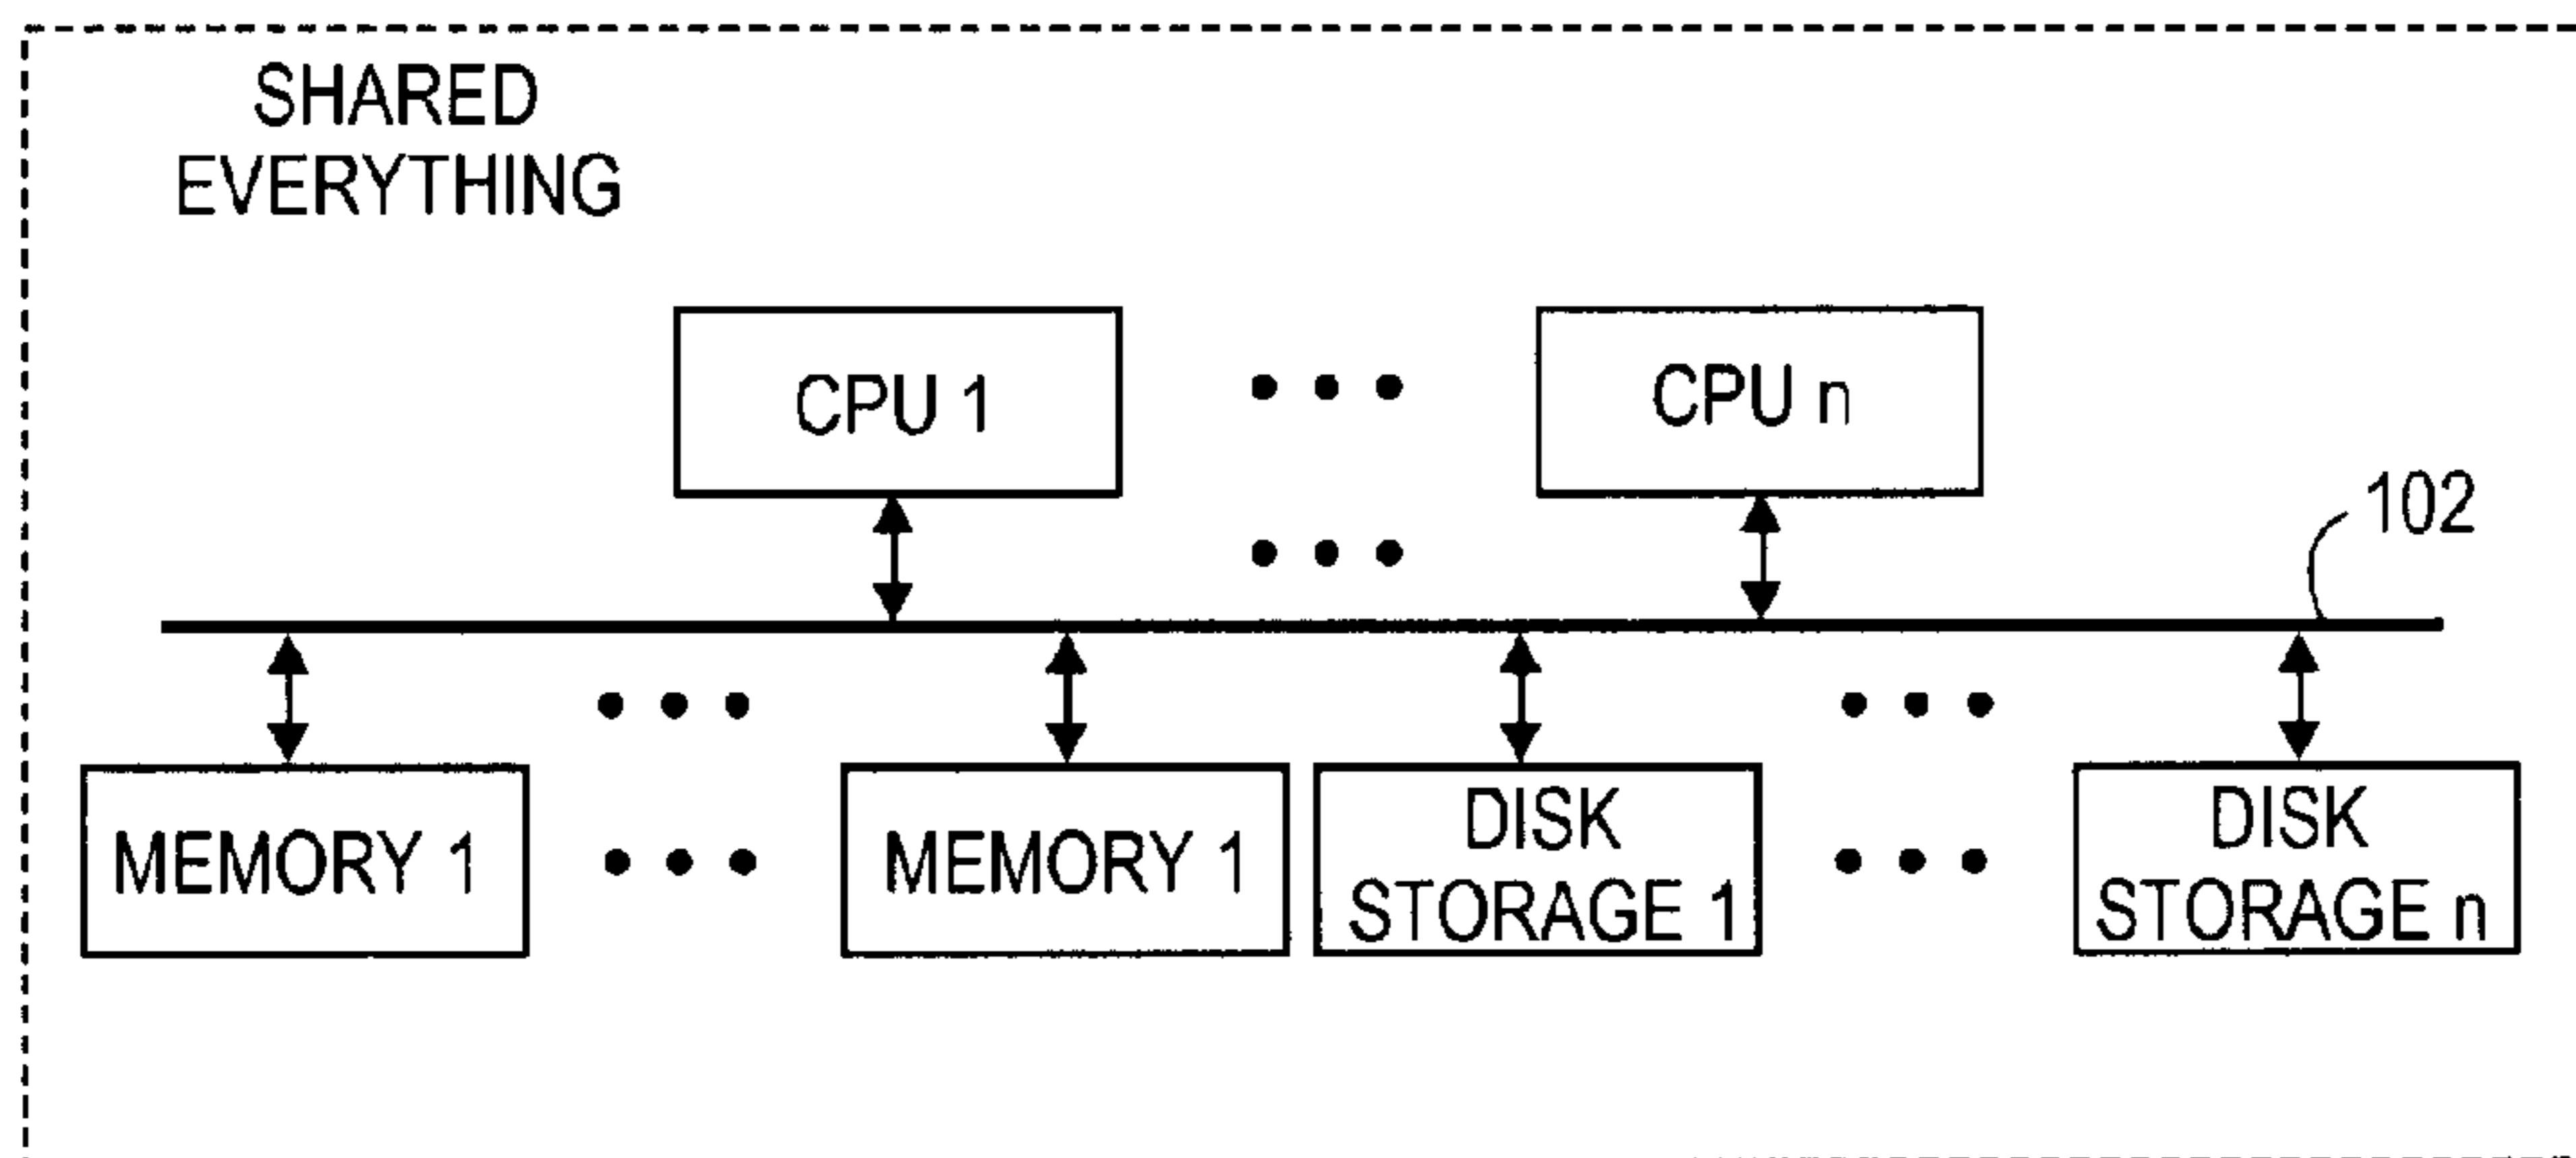 SHARED
EVERYTHING
CPU 1
CPU n
102
MEMORY 1
MEMORY 1
DISK
STORAGE 1
DISK
STORAGE n